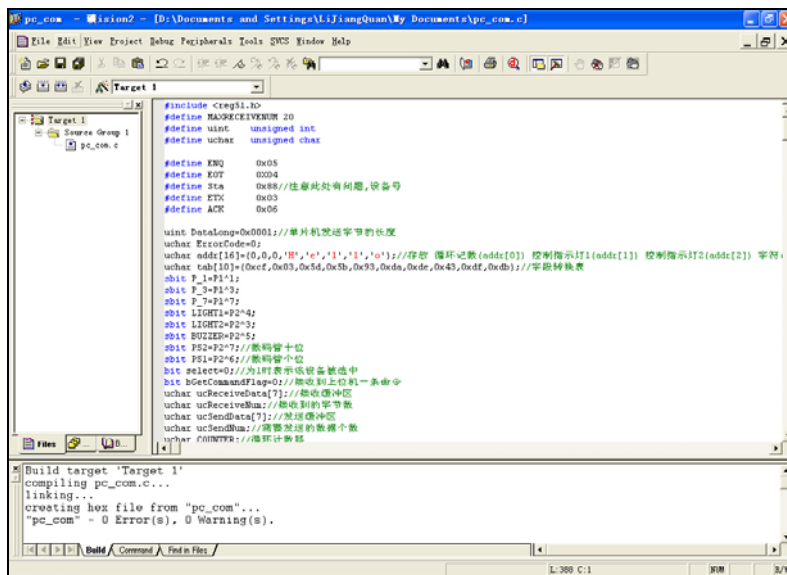 pc_com - µision2 - [D:\Documents and Settings\LiJiangQuan\My Documents\pc_com.c]
File Edit View Project Debug Peripherals Tools SVCS Window Help
Target 1
Target 1
Source Group 1
pc_com.c
#include <reg51.h>
#define MAXRECEIVENUM 20
#define uint unsigned int
#define uchar unsigned char
#define ENQ 0x05
#define EOT 0X04
#define Sta 0x88//注意此处有问题,设备号
#define ETX 0x03
#define ACK 0x06
uint DataLong=0x0001;//单片机发送字节的长度
uchar ErrorCode=0;
uchar addr[16]={0,0,0,'H','e','l','l','o'};//存放 循环记数(addr[0]) 控制指示灯1(addr[1]) 控制指示灯2(addr[2]) 字符
uchar tab[10]={0xcf,0x03,0x5d,0x5b,0x93,0xda,0xde,0x43,0xdf,0xdb};//字段转换表
sbit P_1=P1^1;
sbit P_3=P1^3;
sbit P_7=P1^7;
sbit LIGHT1=P2^4;
sbit LIGHT2=P2^3;
sbit BUZZER=P2^5;
sbit PS2=P2^7;//数码管十位
sbit PS1=P2^6;//数码管个位
bit select=0;//为1时表示该设备被选中
bit bGetCommandFlag=0;//接收到上位机一条命令
uchar ucReceiveData[7];//接收缓冲区
uchar ucReceiveNum;//接收到的字节数
uchar ucSendData[7];//发送缓冲区
uchar ucSendNum;//需要发送的数据个数
uchar COUNTER;//循环计数器
Files
Build target 'Target 1'
compiling pc_com.c...
linking...
creating hex file from "pc_com"...
"pc_com" - 0 Error(s), 0 Warning(s).
Build Command Find in Files
L:388 C:1 NUM R/W